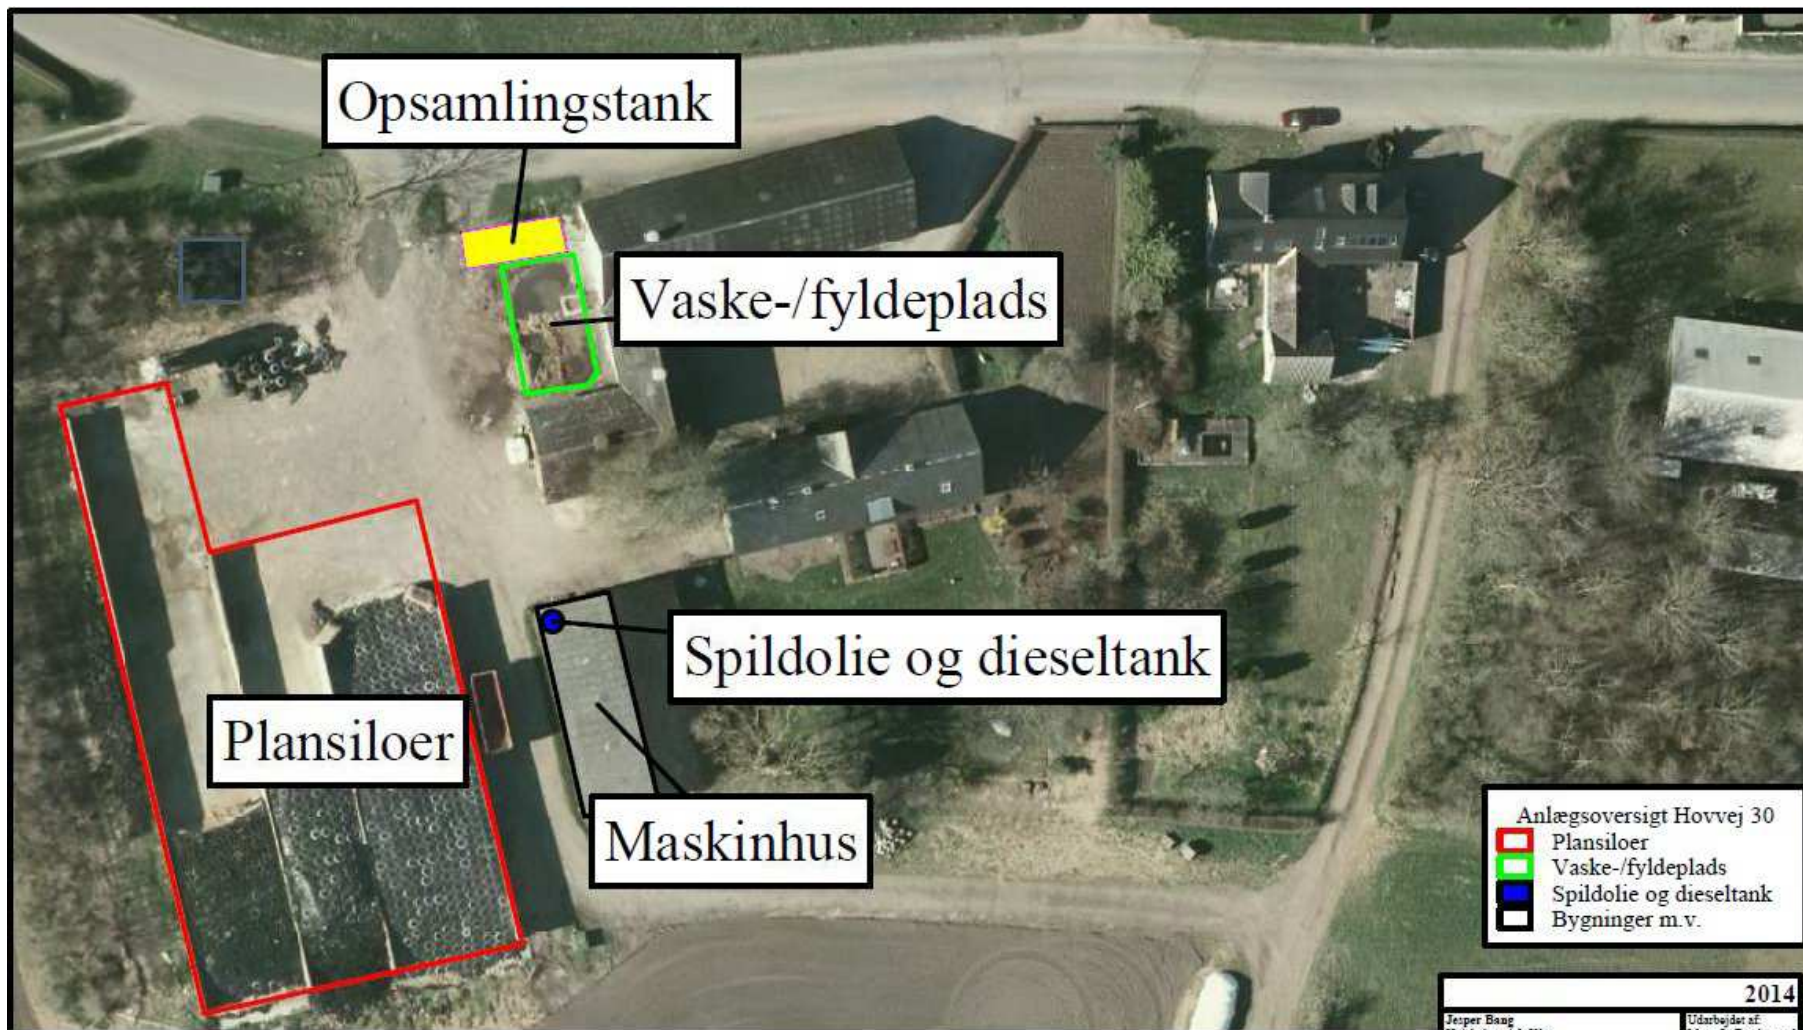 Opsamlingstank
Vaske-/fyldeplads
Spildolie og dieseltank
Plansiloer
Maskinhus
Anlægsoversigt Hovvej 30
Plansiloer
Vaske-/fyldeplads
Spildolie og dieseltank
Bygninger m.v.
2014
Jesper Bang
Udarbejdet af: